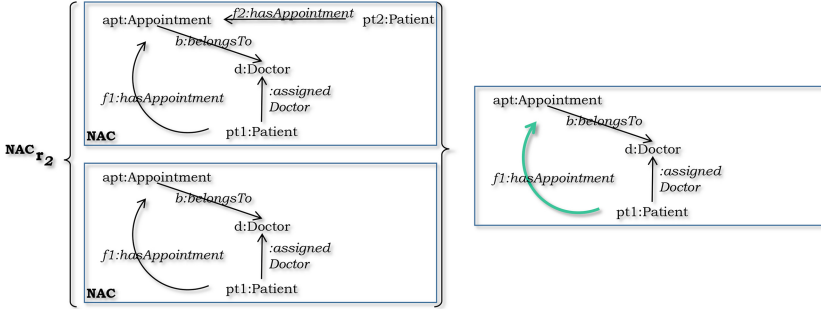 apt:Appointment
f2:hasAppointment
pt2:Patient
b:belongsTo
d:Doctor
f1:hasAppointment
:assigned
Doctor
pt1:Patient
NAC
NAC r2
apt:Appointment
b:belongsTo
d:Doctor
f1:hasAppointment
:assigned
Doctor
pt1:Patient
NAC
apt:Appointment
b:belongsTo
d:Doctor
f1:hasAppointment
:assigned
Doctor
pt1:Patient